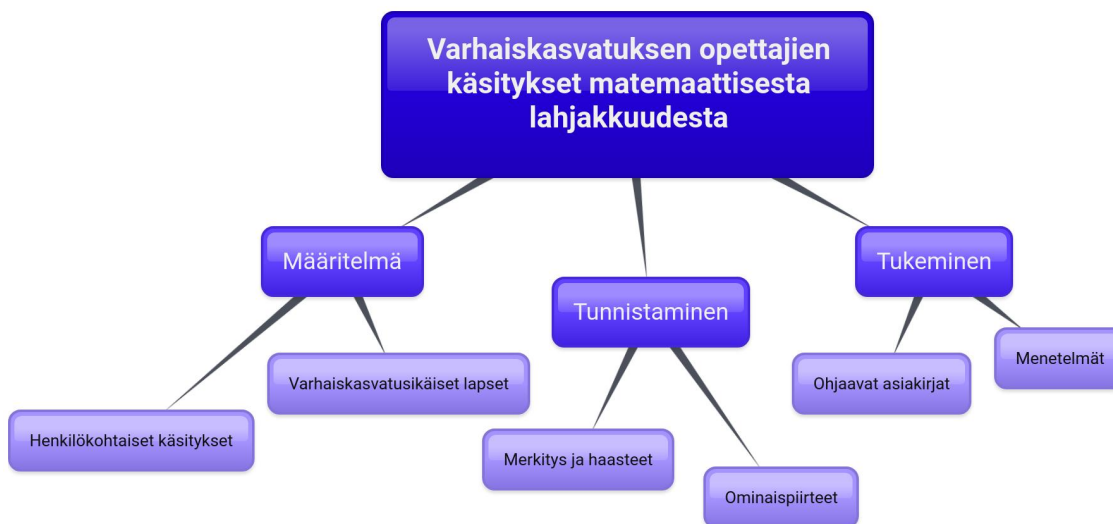 Varhaiskasvatuksen opettajien
käsitykset matemaattisesta
lahjakkuudesta
Määritelmä
Tukeminen
Tunnistaminen
Menetelmät
Varhaiskasvatusikäiset lapset
Ohjaavat asiakirjat
Henkilökohtaiset käsitykset
Merkitys ja haasteet
Ominaispiirteet